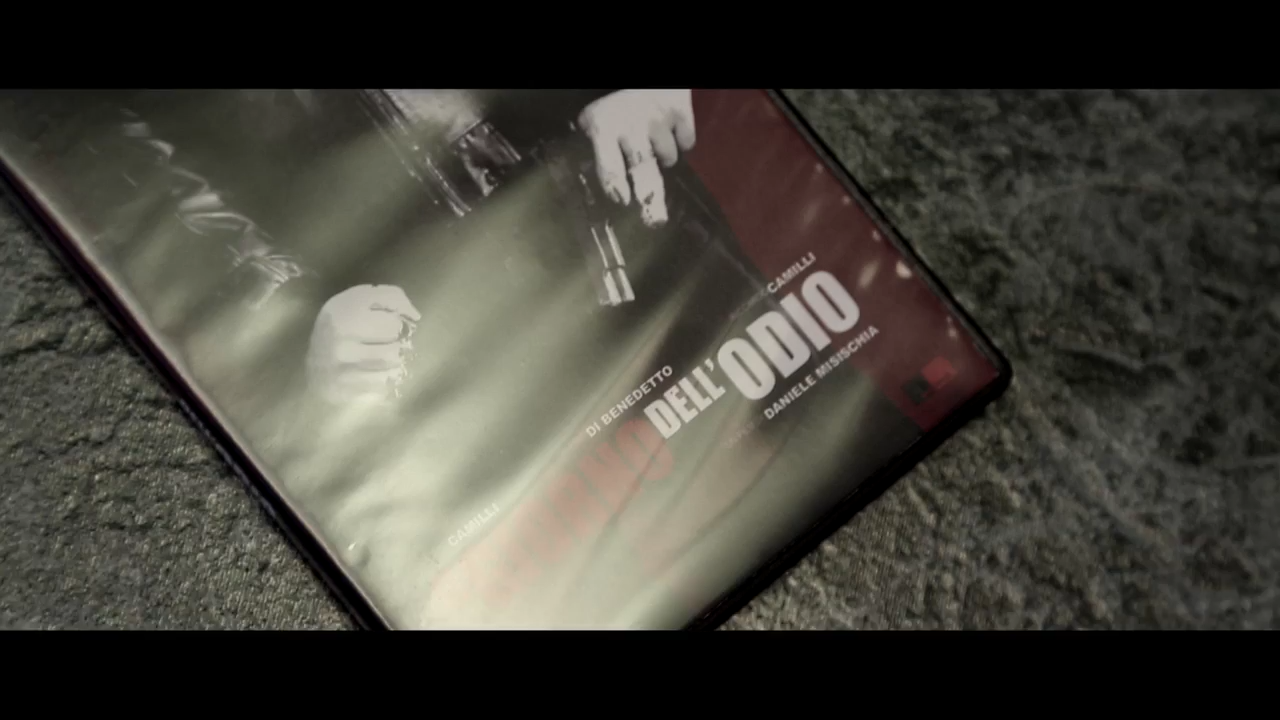 CAMILLI
DI BENEDETTO
CAMILLI
DELL'ODIO
DANIELE MISISCHIA